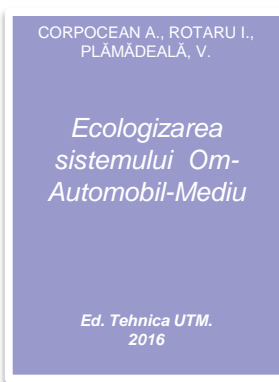 CORPOCEAN A., ROTARU I.,
PLĂMĂDEALĂ, V.
Ecologizarea
sistemului Om-
Automobil-Mediu
Ed. Tehnica UTM.
2016